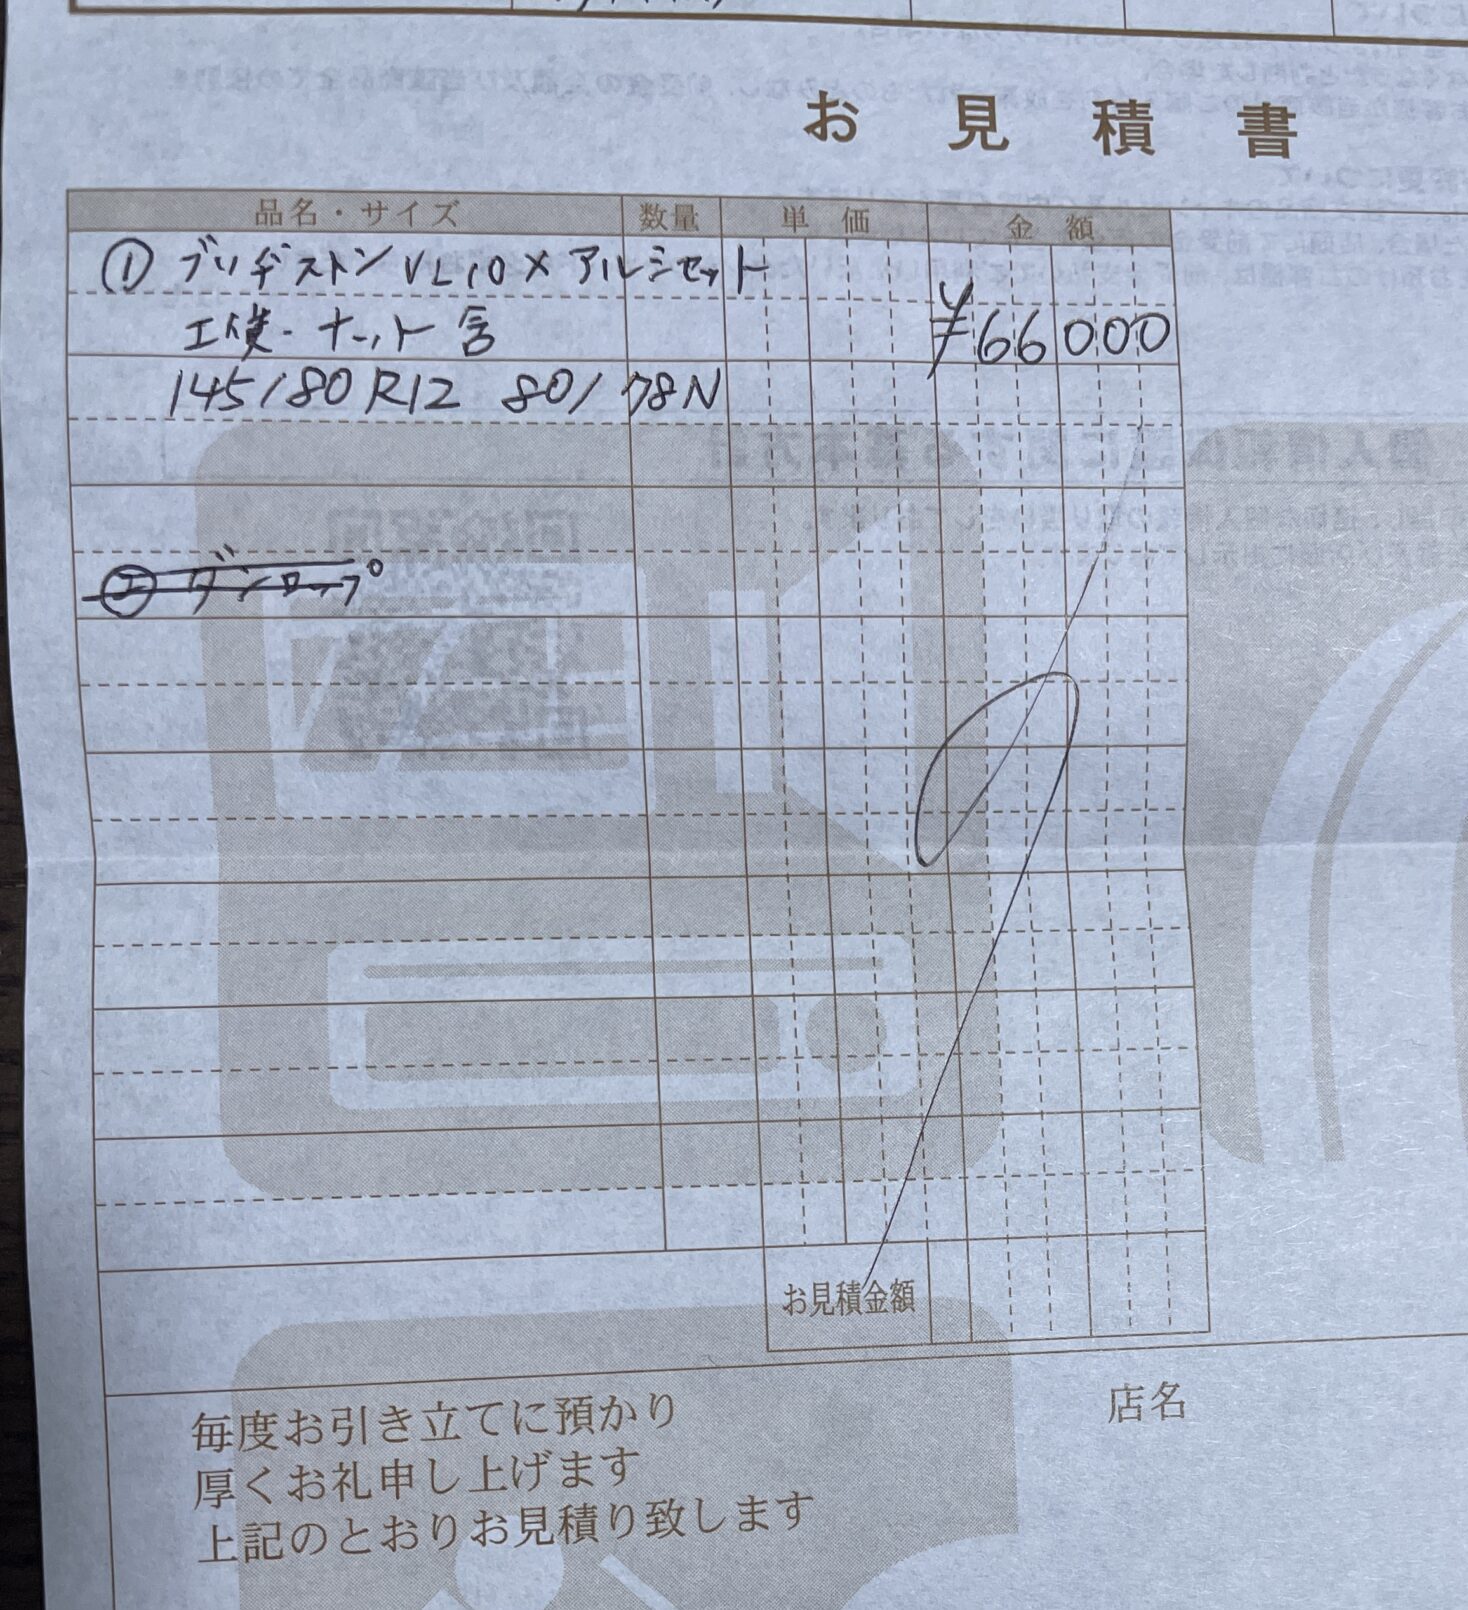 お見積書
品名・サイズ 数量 単価 金額
① ブリヂストンVL10×アルミセット
工賃・ナット含 ¥66000
145/80R12 80/78N
② ダンロップ
お見積金額
店名
毎度お引き立てに預かり
厚くお礼申し上げます
上記のとおりお見積り致します